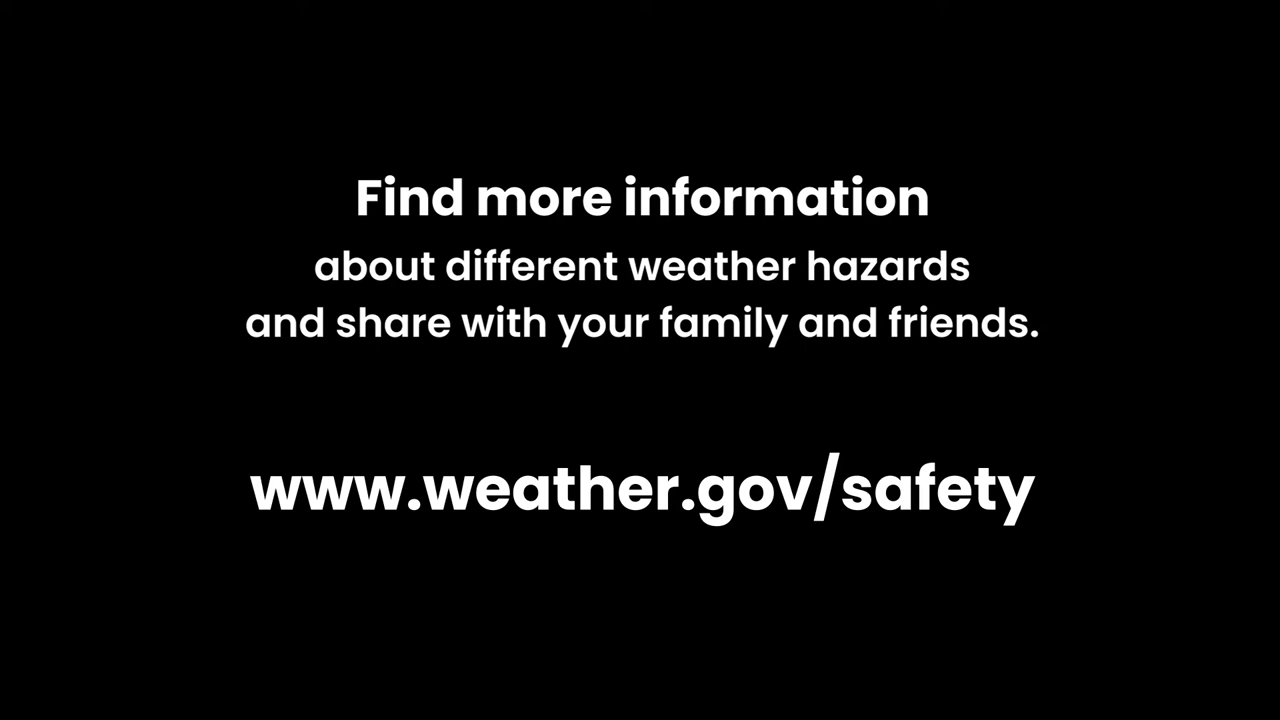 Find more information
about different weather hazards
and share with your family and friends.
www.weather.gov/safety